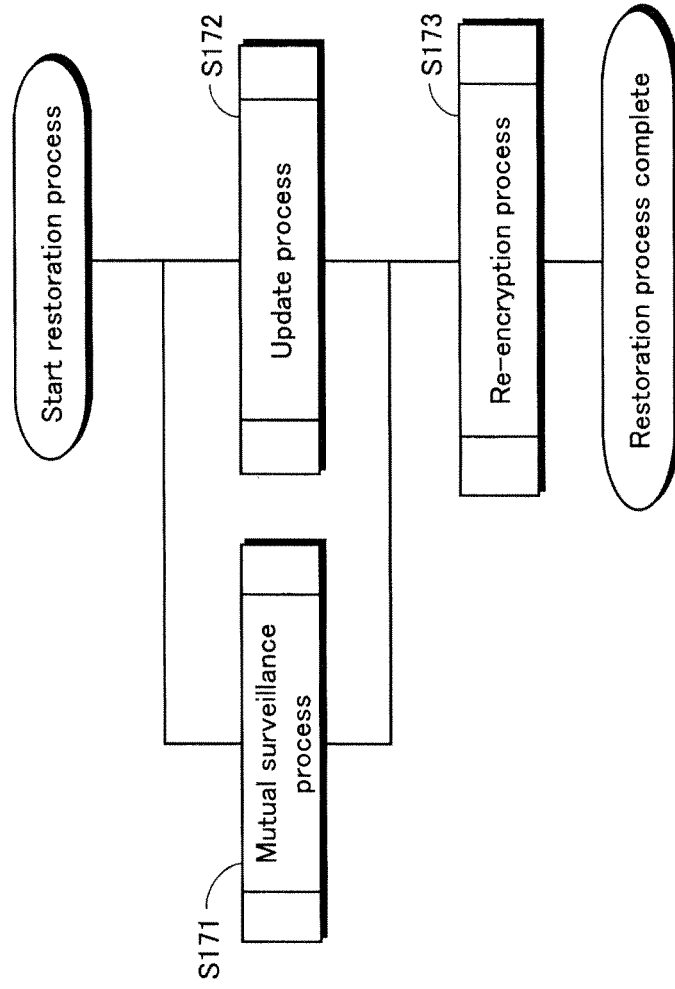 Start restoration process
S171
Mutual surveillance
process
S172
Update process
S173
Re-encryption process
Restoration process complete